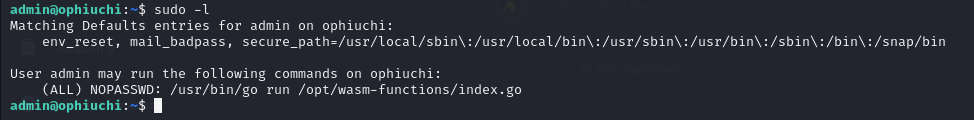 admin@ophiuchi:~$ sudo -l
Matching Defaults entries for admin on ophiuchi:
    env_reset, mail_badpass, secure_path=/usr/local/sbin\:/usr/local/bin\:/usr/sbin\:/usr/bin\:/sbin\:/bin\:/snap/bin

User admin may run the following commands on ophiuchi:
    (ALL) NOPASSWD: /usr/bin/go run /opt/wasm-functions/index.go
admin@ophiuchi:~$